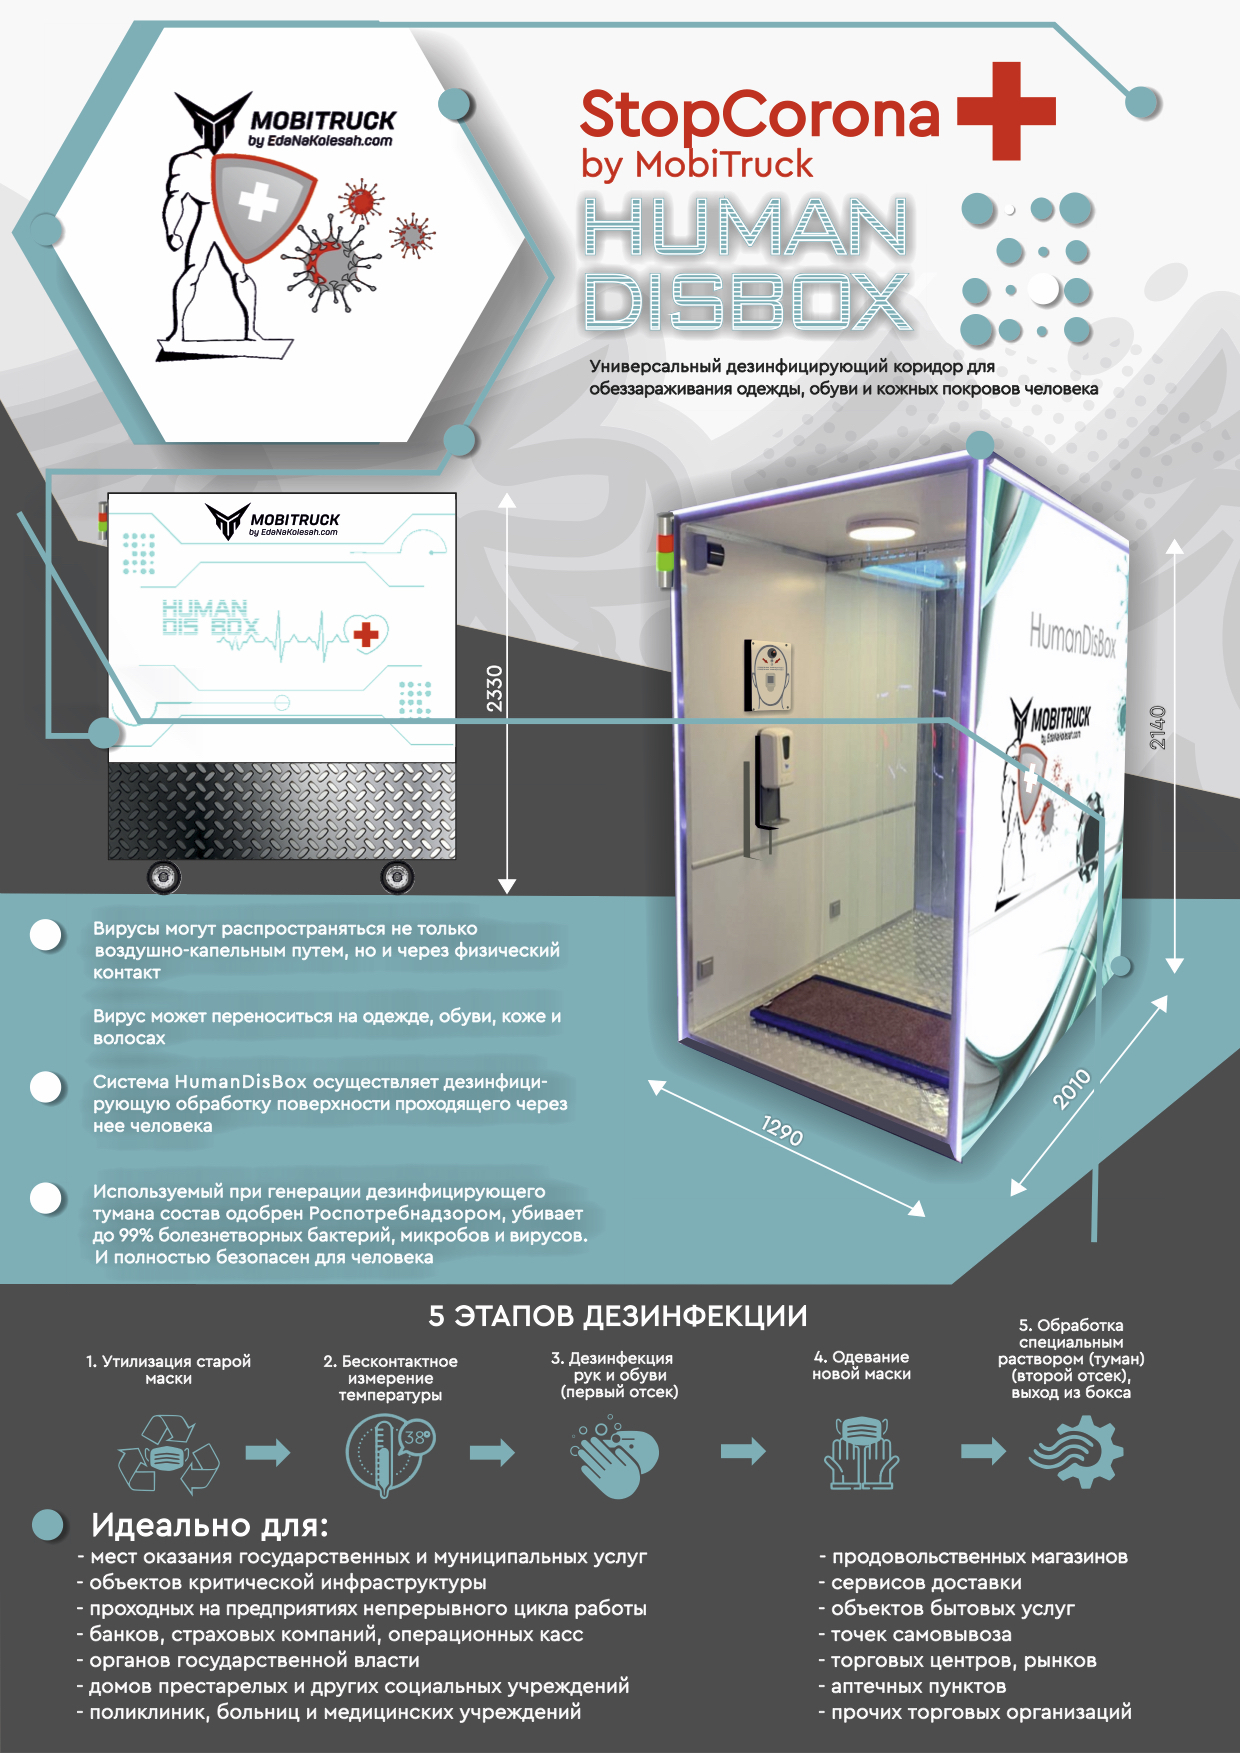 MOBITRUCK
by EdaNaKolesah.com
StopCorona
by MobiTruck
HUMAN
DISBOX
Универсальный дезинфицирующий коридор для
обеззараживания одежды, обуви и кожных покровов человека
MOBITRUCK
by EdaNaKolesah.com
HUMAN
DIS BOX
2330
HumanDisBox
MOBITRUCK
by EdaNaKolesah.com
2140
2010
1290
Вирусы могут распространяться не только
воздушно-капельным путем, но и через физический
контакт
Вирус может переноситься на одежде, обуви, коже и
волосах
Система HumanDisBox осуществляет дезинфици-
рующую обработку поверхности проходящего через
нее человека
Используемый при генерации дезинфицирующего
тумана состав одобрен Роспотребнадзором, убивает
до 99% болезнетворных бактерий, микробов и вирусов.
И полностью безопасен для человека
5 ЭТАПОВ ДЕЗИНФЕКЦИИ
1. Утилизация старой
маски
2. Бесконтактное
измерение
температуры
38°
3. Дезинфекция
рук и обуви
(первый отсек)
4. Одевание
новой маски
5. Обработка
специальным
раствором (туман)
(второй отсек),
выход из бокса
Идеально для:
- мест оказания государственных и муниципальных услуг
- объектов критической инфраструктуры
- проходных на предприятиях непрерывного цикла работы
- банков, страховых компаний, операционных касс
- органов государственной власти
- домов престарелых и других социальных учреждений
- поликлиник, больниц и медицинских учреждений
- продовольственных магазинов
- сервисов доставки
- объектов бытовых услуг
- точек самовывоза
- торговых центров, рынков
- аптечных пунктов
- прочих торговых организаций